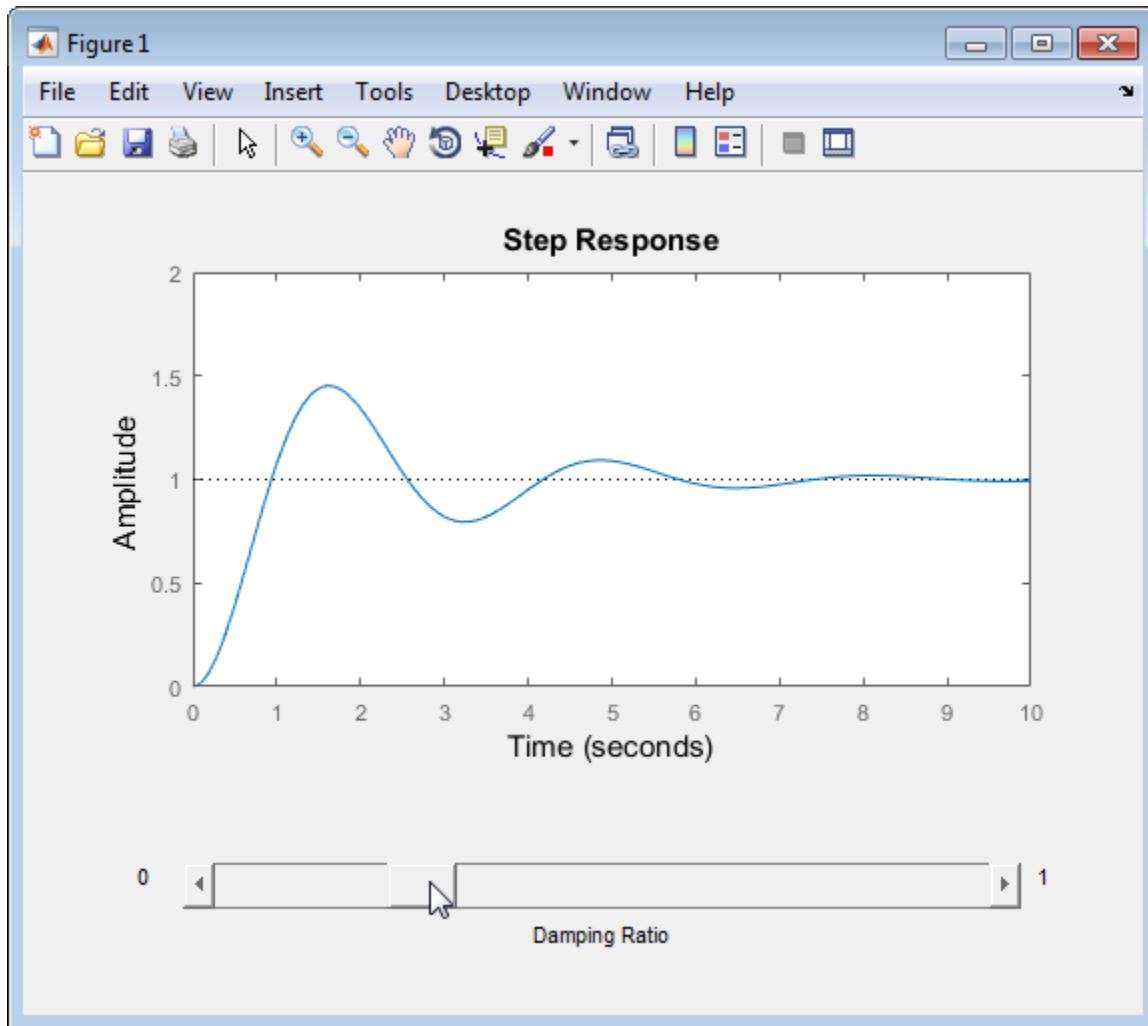 Figure 1
File Edit View Insert Tools Desktop Window Help
Step Response
2
1.5
1
0.5
0
Amplitude
0 1 2 3 4 5 6 7 8 9 10
Time (seconds)
0 1
Damping Ratio